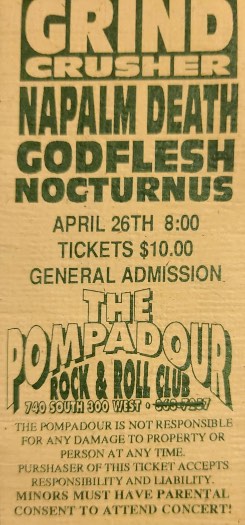 GRIND
CRUSHER
NAPALM DEATH
GODFLESH
NOCTURNUS
APRIL 26TH 8:00
TICKETS $10.00
GENERAL ADMISSION
THE
POMPADOUR
ROCK & ROLL CLUB
740 SOUTH 300 WEST •
THE POMPADOUR IS NOT RESPONSIBLE
FOR ANY DAMAGE TO PROPERTY OR
PERSON AT ANY TIME.
PURSHASER OF THIS TICKET ACCEPTS
RESPONSIBILITY AND LIABILITY.
MINORS MUST HAVE PARENTAL
CONSENT TO ATTEND CONCERT!